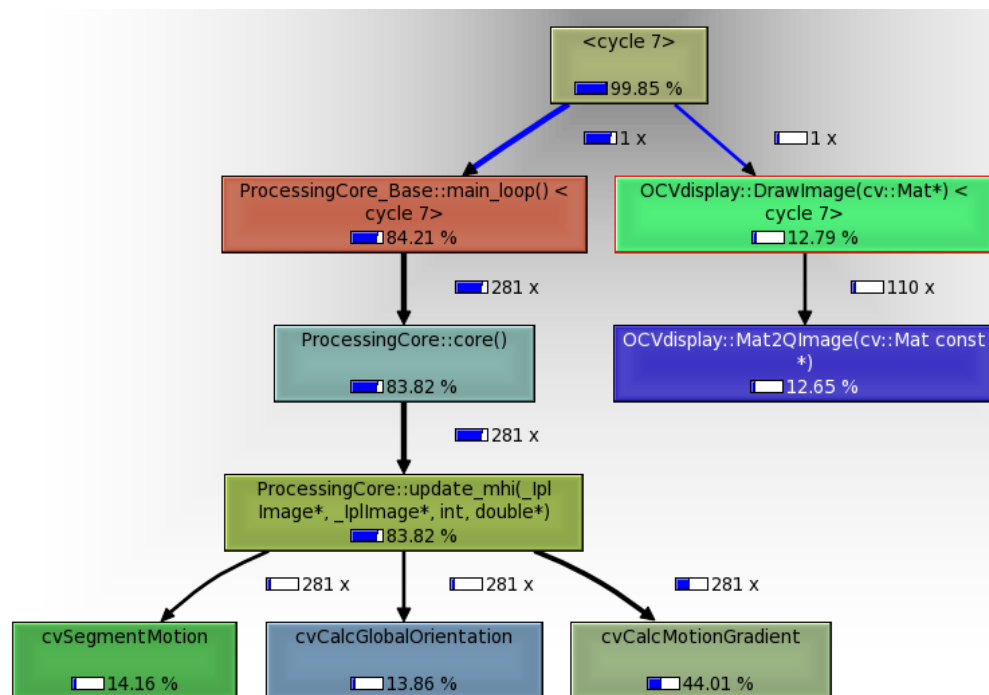 <cycle 7>
99.85 %
1 x
1 x
ProcessingCore_Base::main_loop() <
cycle 7>
84.21 %
OCVdisplay::DrawImage(cv::Mat*) <
cycle 7>
12.79 %
281 x
110 x
ProcessingCore::core()
83.82 %
OCVdisplay::Mat2QImage(cv::Mat const
*)
12.65 %
281 x
ProcessingCore::update_mhi(_Ipl
Image*, _IplImage*, int, double*)
83.82 %
281 x
281 x
281 x
cvSegmentMotion
14.16 %
cvCalcGlobalOrientation
13.86 %
cvCalcMotionGradient
44.01 %